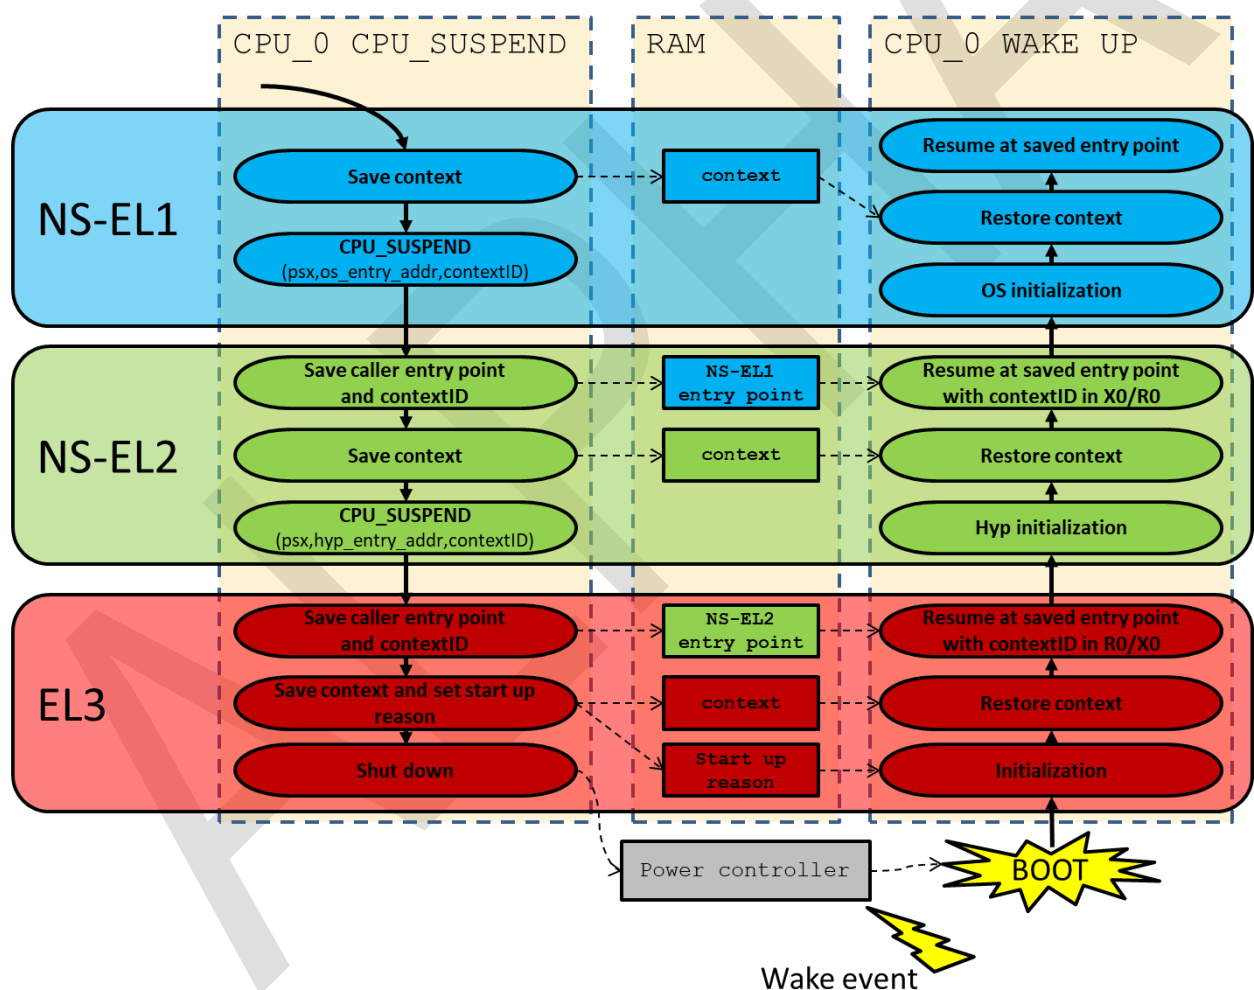 CPU_0 CPU_SUSPEND
RAM
CPU_0 WAKE UP
NS-EL1
Save context
CPU_SUSPEND
(psx,os_entry_addr,contextID)
context
Resume at saved entry point
Restore context
OS initialization
NS-EL2
Save caller entry point
and contextID
Save context
CPU_SUSPEND
(psx,hyp_entry_addr,contextID)
NS-EL1
entry point
context
Resume at saved entry point
with contextID in X0/R0
Restore context
Hyp initialization
EL3
Save caller entry point
and contextID
Save context and set start up
reason
Shut down
NS-EL2
entry point
context
Start up
reason
Resume at saved entry point
with contextID in R0/X0
Restore context
Initialization
Power controller
BOOT
Wake event
ALPHA